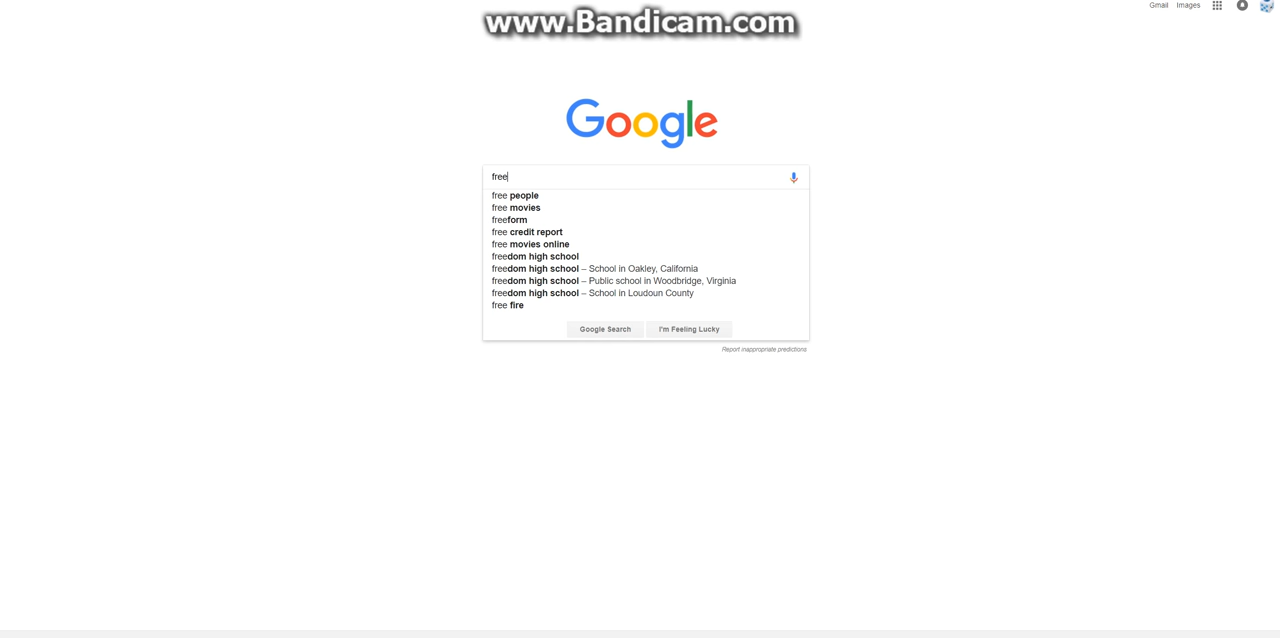 www.Bandicam.com
Gmail Images
Google
free
free people
free movies
freeform
free credit report
free movies online
freedom high school
freedom high school – School in Oakley, California
freedom high school – Public school in Woodbridge, Virginia
freedom high school – School in Loudoun County
free fire
Google Search I'm Feeling Lucky
Report inappropriate predictions